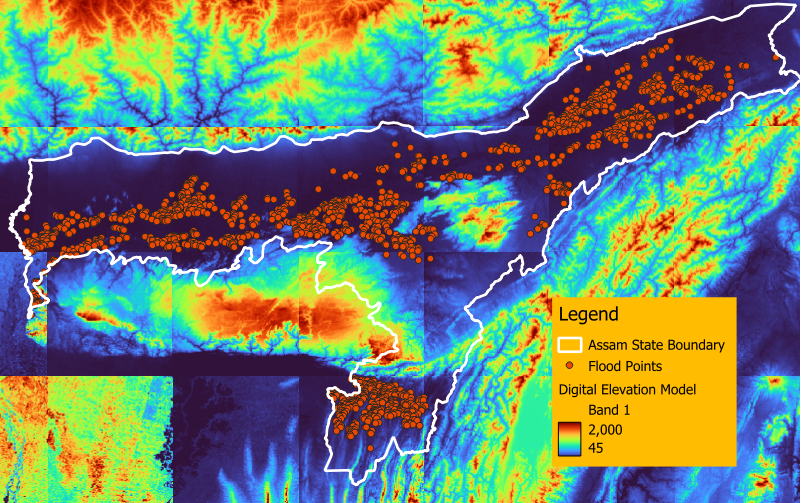 Legend
Assam State Boundary
Flood Points
Digital Elevation Model
Band 1
2,000
45